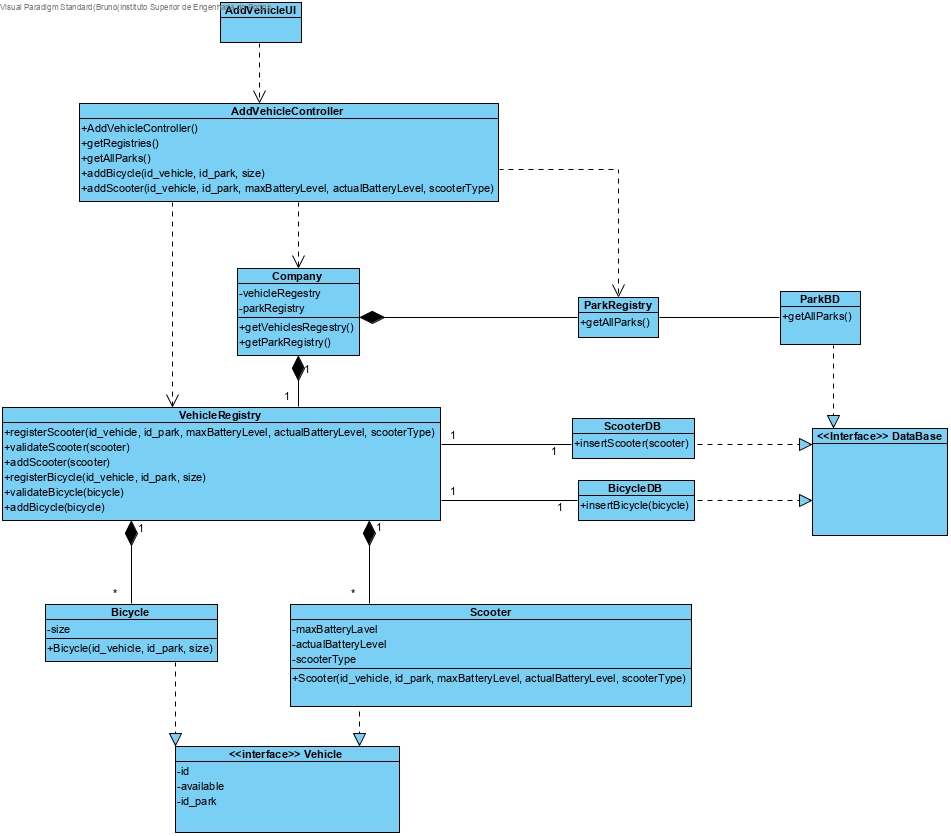 Visual Paradigm Standard(Bruno(Instituto Superior de Engenharia
AddVehicleUI
AddVehicleController
+AddVehicleController()
+getRegistries()
+getAllParks()
+addBicycle(id_vehicle, id_park, size)
+addScooter(id_vehicle, id_park, maxBatteryLevel, actualBatteryLevel, scooterType)
Company
-vehicleRegestry
-parkRegistry
+getVehiclesRegestry()
+getParkRegistry()
ParkRegistry
+getAllParks()
ParkBD
+getAllParks()
1
1
VehicleRegistry
+registerScooter(id_vehicle, id_park, maxBatteryLevel, actualBatteryLevel, scooterType)
+validateScooter(scooter)
+addScooter(scooter)
+registerBicycle(id_vehicle, id_park, size)
+validateBicycle(bicycle)
+addBicycle(bicycle)
1
1
ScooterDB
+insertScooter(scooter)
1
1
BicycleDB
+insertBicycle(bicycle)
<<Interface>> DataBase
1
*
1
*
Bicycle
-size
+Bicycle(id_vehicle, id_park, size)
Scooter
-maxBatteryLavel
-actualBatteryLevel
-scooterType
+Scooter(id_vehicle, id_park, maxBatteryLevel, actualBatteryLevel, scooterType)
<<interface>> Vehicle
-id
-available
-id_park